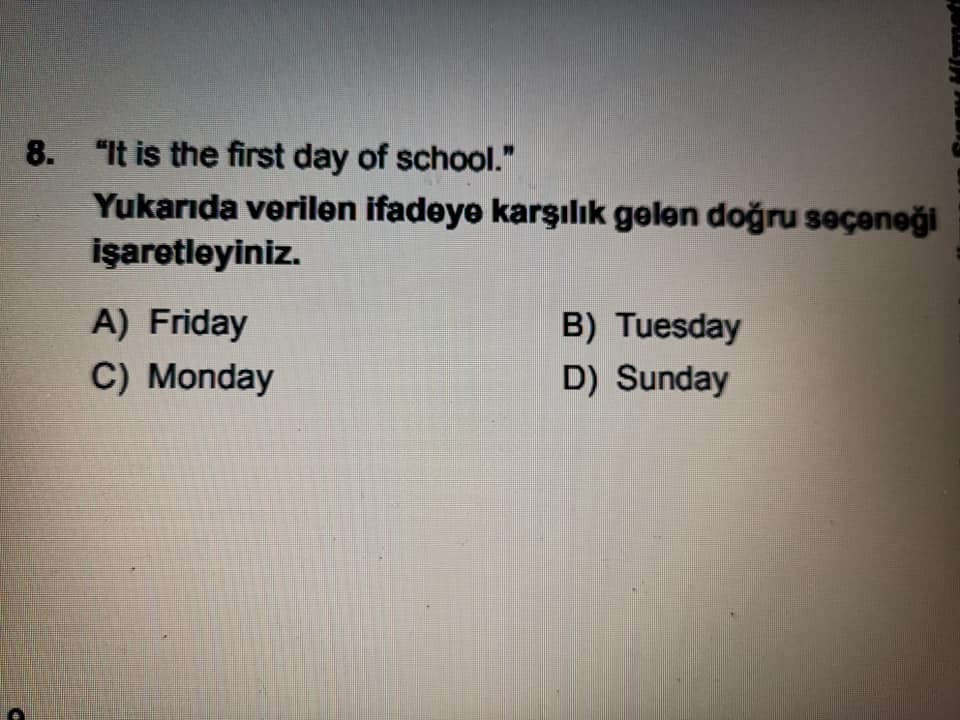 8. "It is the first day of school."
Yukarıda verilen ifadeye karşılık gelen doğru seçeneği
işaretleyiniz.
A) Friday B) Tuesday
C) Monday D) Sunday